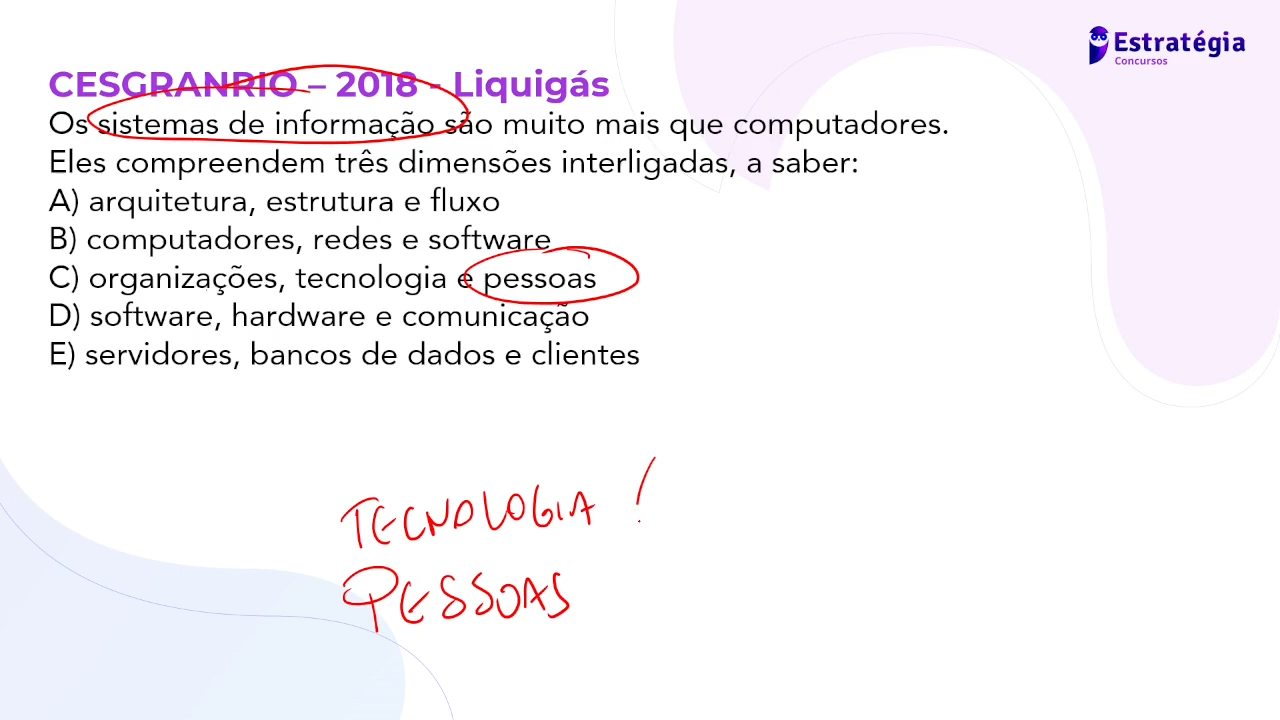 Estratégia
Concursos
CESGRANRIO – 2018 - Liquigás
Os sistemas de informação são muito mais que computadores.
Eles compreendem três dimensões interligadas, a saber:
A) arquitetura, estrutura e fluxo
B) computadores, redes e software
C) organizações, tecnologia e pessoas
D) software, hardware e comunicação
E) servidores, bancos de dados e clientes
TECNOLOGIA !
PESSOAS